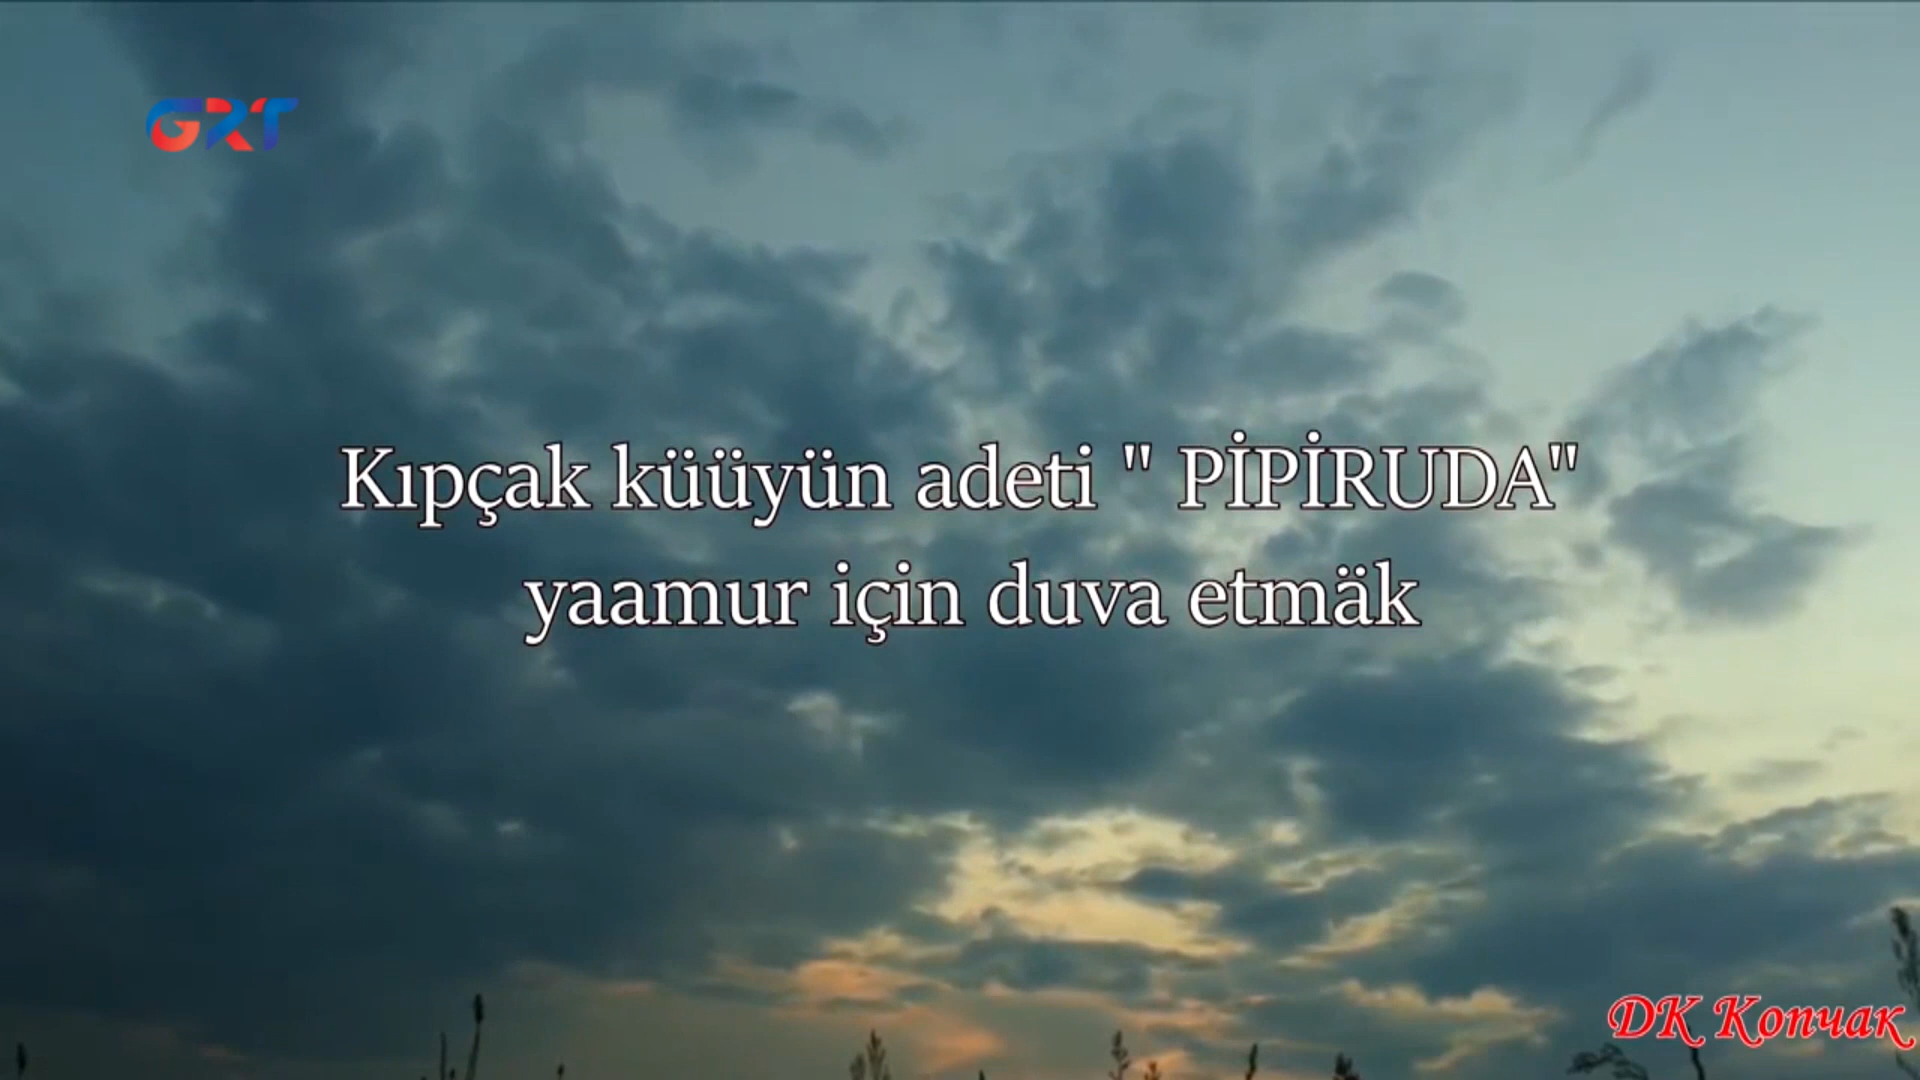 GRT
Kıpçak küüyün adeti " PİPİRUDA"
yaamur için duva etmäk
DK Копчак